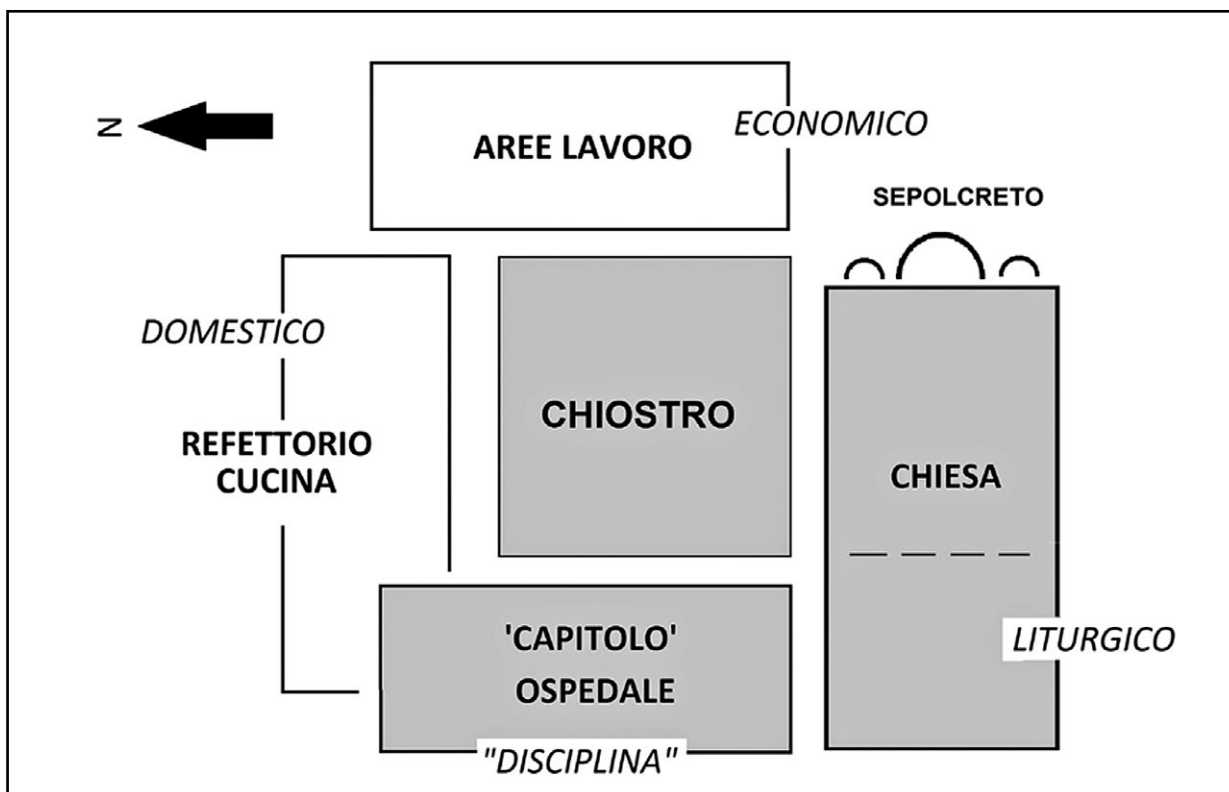 N
AREE LAVORO
ECONOMICO
SEPOLCRETO
DOMESTICO
REFETTORIO
CUCINA
CHIOSTRO
CHIESA
'CAPITOLO'
OSPEDALE
LITURGICO
"DISCIPLINA"